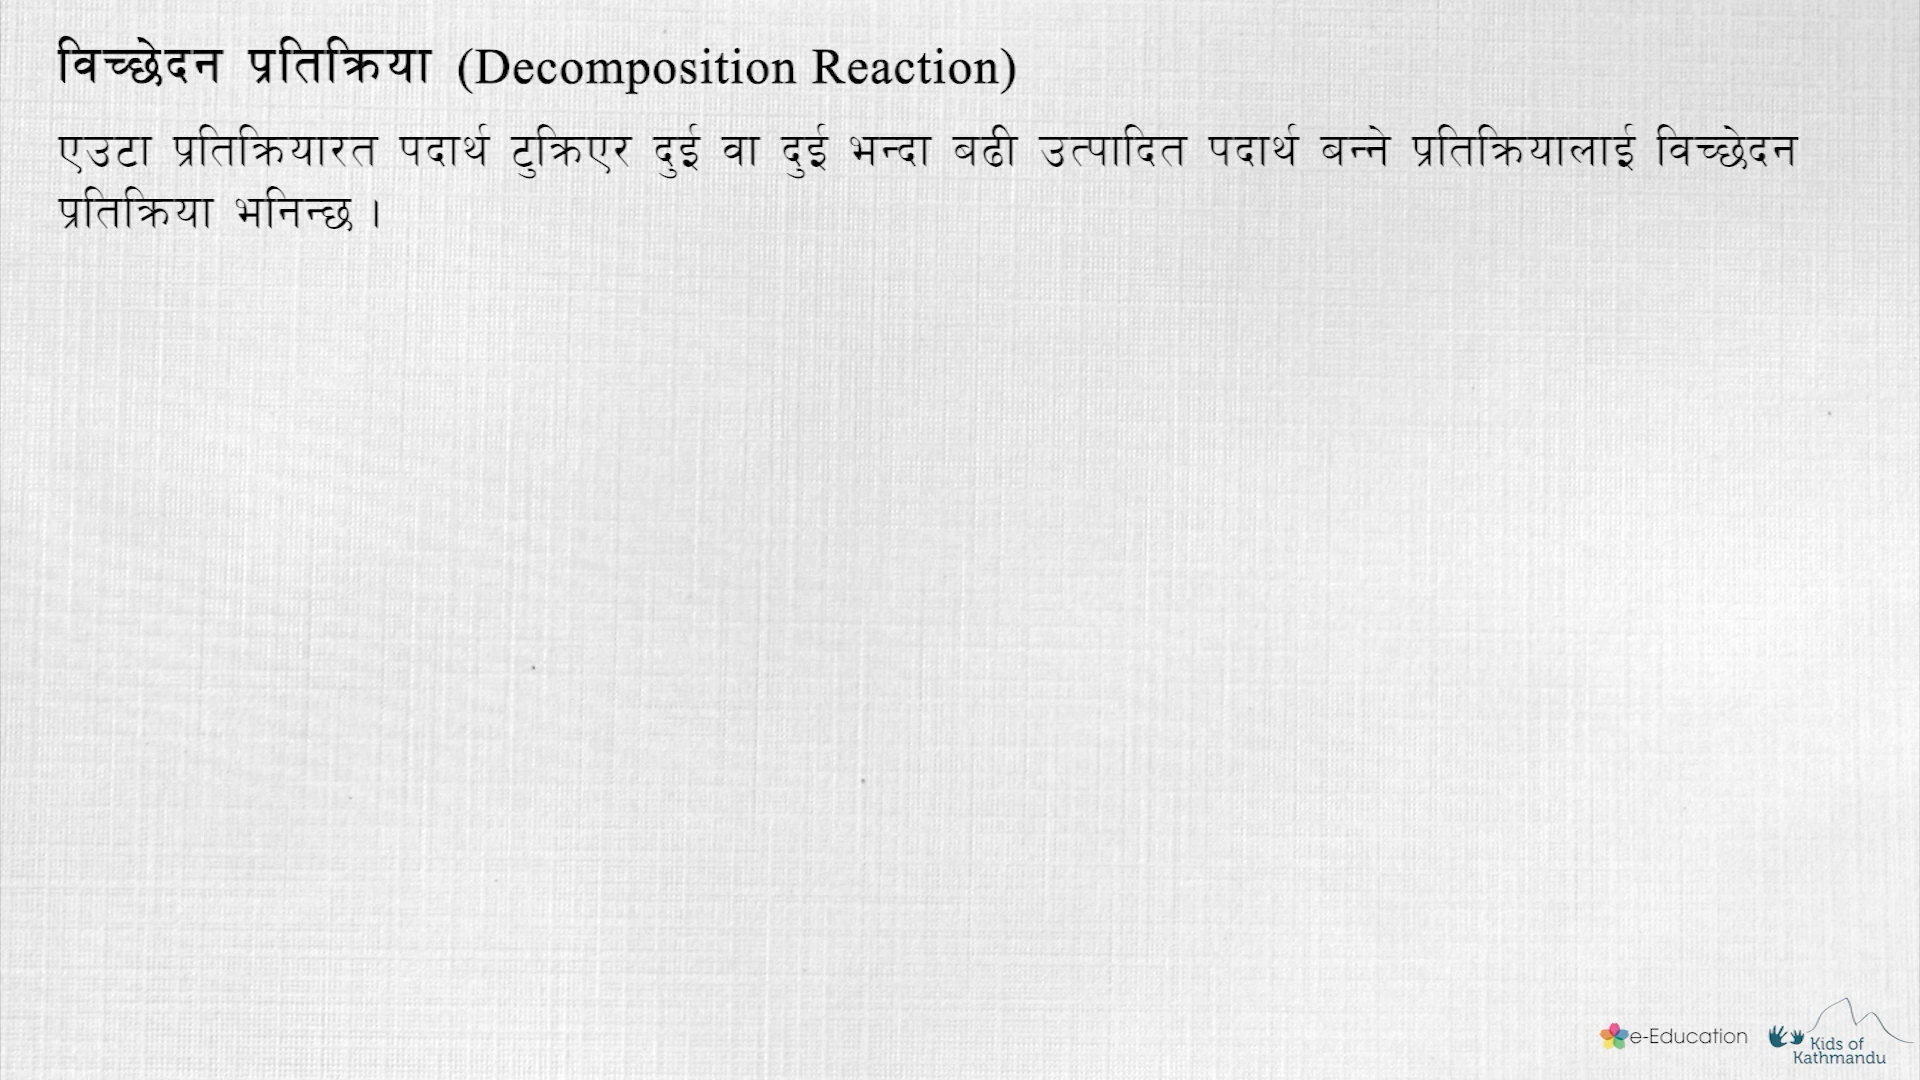 विच्छेदन प्रतिक्रिया (Decomposition Reaction)
एउटा प्रतिक्रियारत पदार्थ टुक्रिएर दुई वा दुई भन्दा बढी उत्पादित पदार्थ बन्ने प्रतिक्रियालाई विच्छेदन
प्रतिक्रिया भनिन्छ ।
e-Education
Kids of
Kathmandu